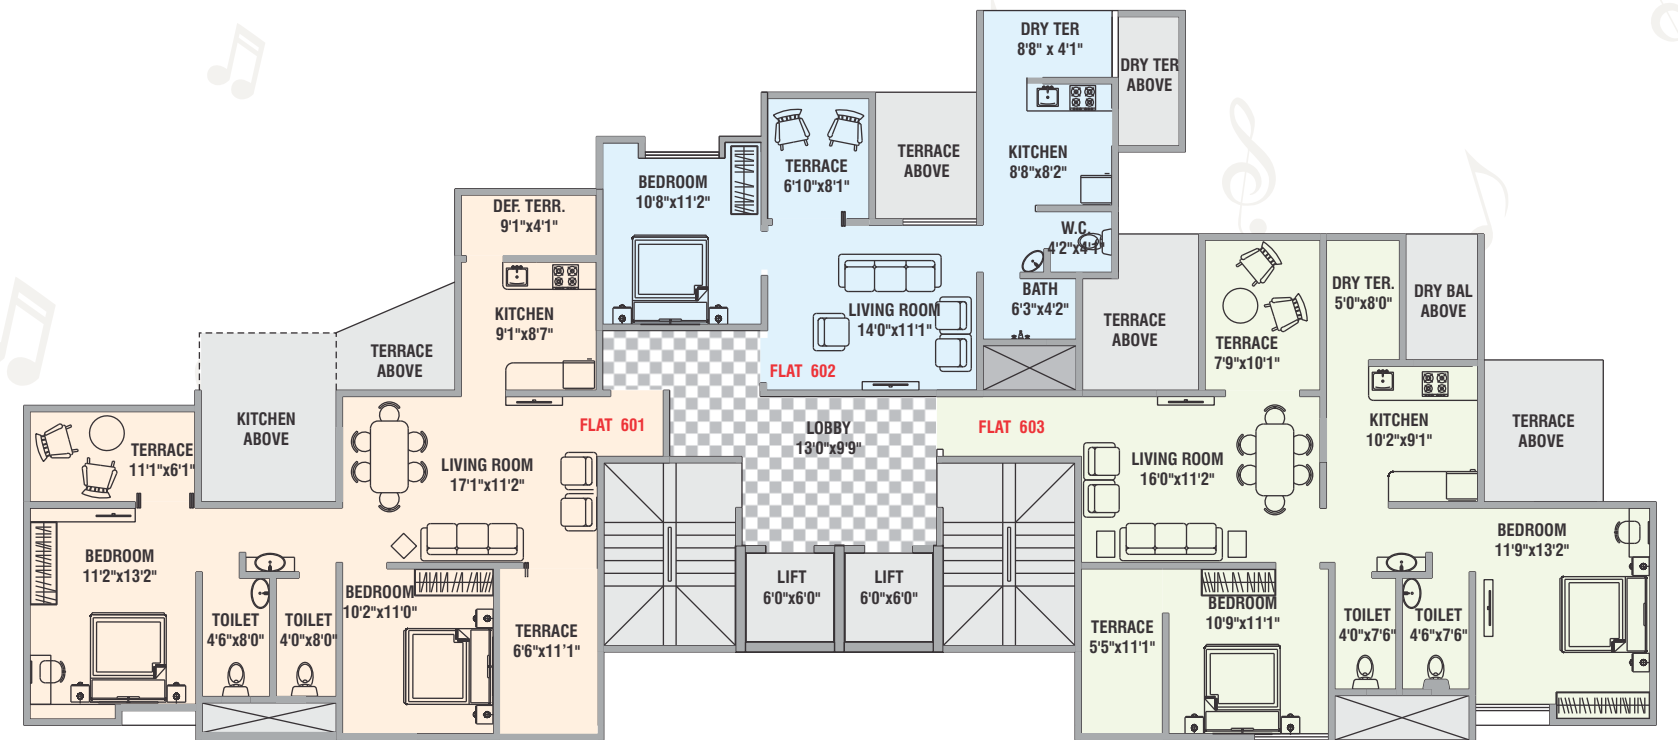 DRY TER
8'8" x 4'1"
DRY TER
ABOVE
TERRACE
6'10"x8'1"
TERRACE
ABOVE
KITCHEN
8'8"x8'2"
BEDROOM
10'8"x11'2"
W.C.
4'2"x4'1"
BATH
6'3"x4'2"
LIVING ROOM
14'0"x11'1"
FLAT 602
DEF. TERR.
9'1"x4'1"
KITCHEN
9'1"x8'7"
TERRACE
ABOVE
KITCHEN
ABOVE
FLAT 601
TERRACE
11'1"x6'1"
LIVING ROOM
17'1"x11'2"
BEDROOM
11'2"x13'2"
TOILET
4'6"x8'0"
TOILET
4'0"x8'0"
BEDROOM
10'2"x11'0"
TERRACE
6'6"x11'1"
LOBBY
13'0"x9'9"
LIFT
6'0"x6'0"
LIFT
6'0"x6'0"
TERRACE
ABOVE
TERRACE
7'9"x10'1"
DRY TER.
5'0"x8'0"
DRY BAL
ABOVE
FLAT 603
KITCHEN
10'2"x9'1"
TERRACE
ABOVE
LIVING ROOM
16'0"x11'2"
BEDROOM
11'9"x13'2"
TERRACE
5'5"x11'1"
BEDROOM
10'9"x11'1"
TOILET
4'0"x7'6"
TOILET
4'6"x7'6"